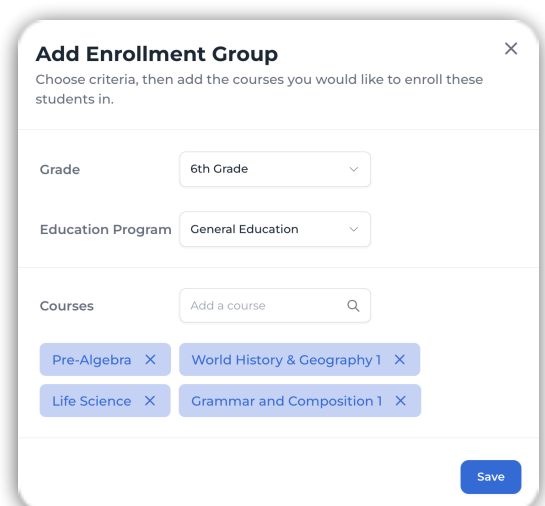 Add Enrollment Group
Choose criteria, then add the courses you would like to enroll these
students in.
Grade
6th Grade
Education Program
General Education
Courses
Add a course
Pre-Algebra
World History & Geography 1
Life Science
Grammar and Composition 1
Save